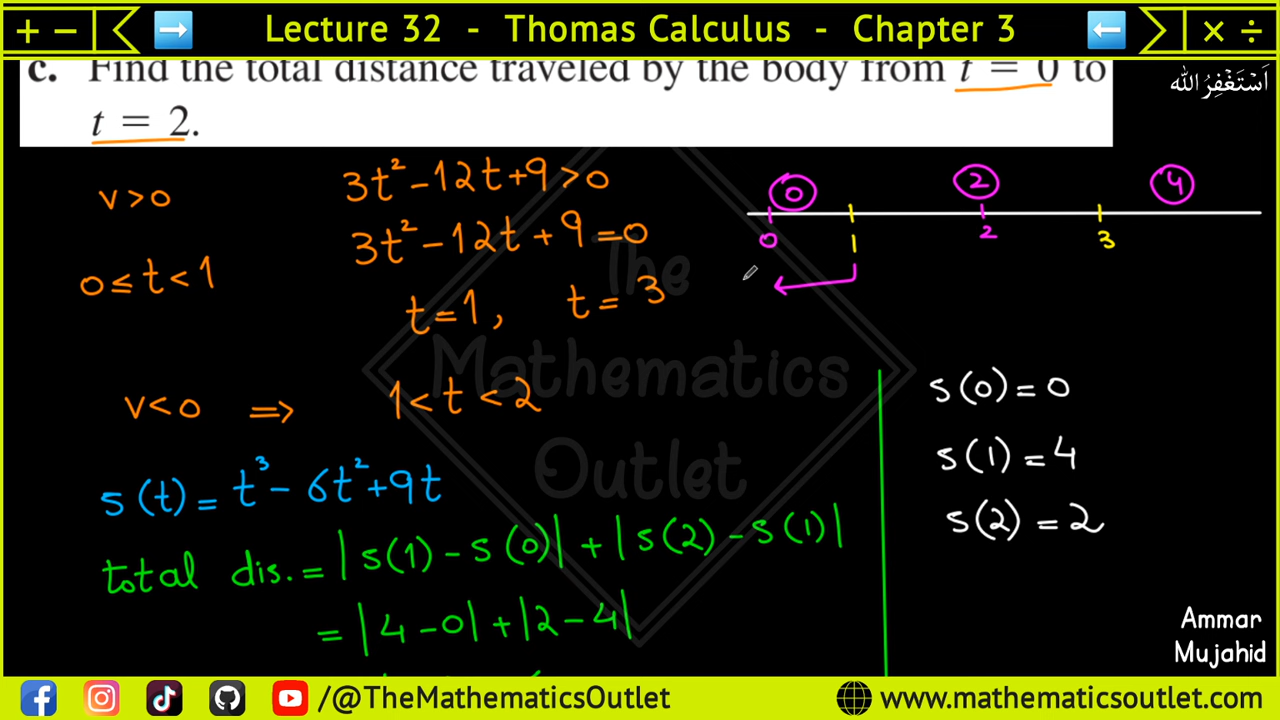 + − Lecture 32 - Thomas Calculus - Chapter 3 × ÷
c. Find the total distance traveled by the body from t = 0 to
t = 2.
اَسْتَغْفِرُ اللّٰه
v>0
3t²-12t+9>0
3t²-12t+9=0
0≤t<1
t=1, t=3
0 2 4
0 1 2 3
v<0 => 1<t<2
s(t)=t³-6t²+9t
total dis.=|s(1)-s(0)|+|s(2)-s(1)|
=|4-0|+|2-4|
s(0)=0
s(1)=4
s(2)=2
The
Mathematics
Outlet
Ammar
Mujahid
/@TheMathematicsOutlet www.mathematicsoutlet.com